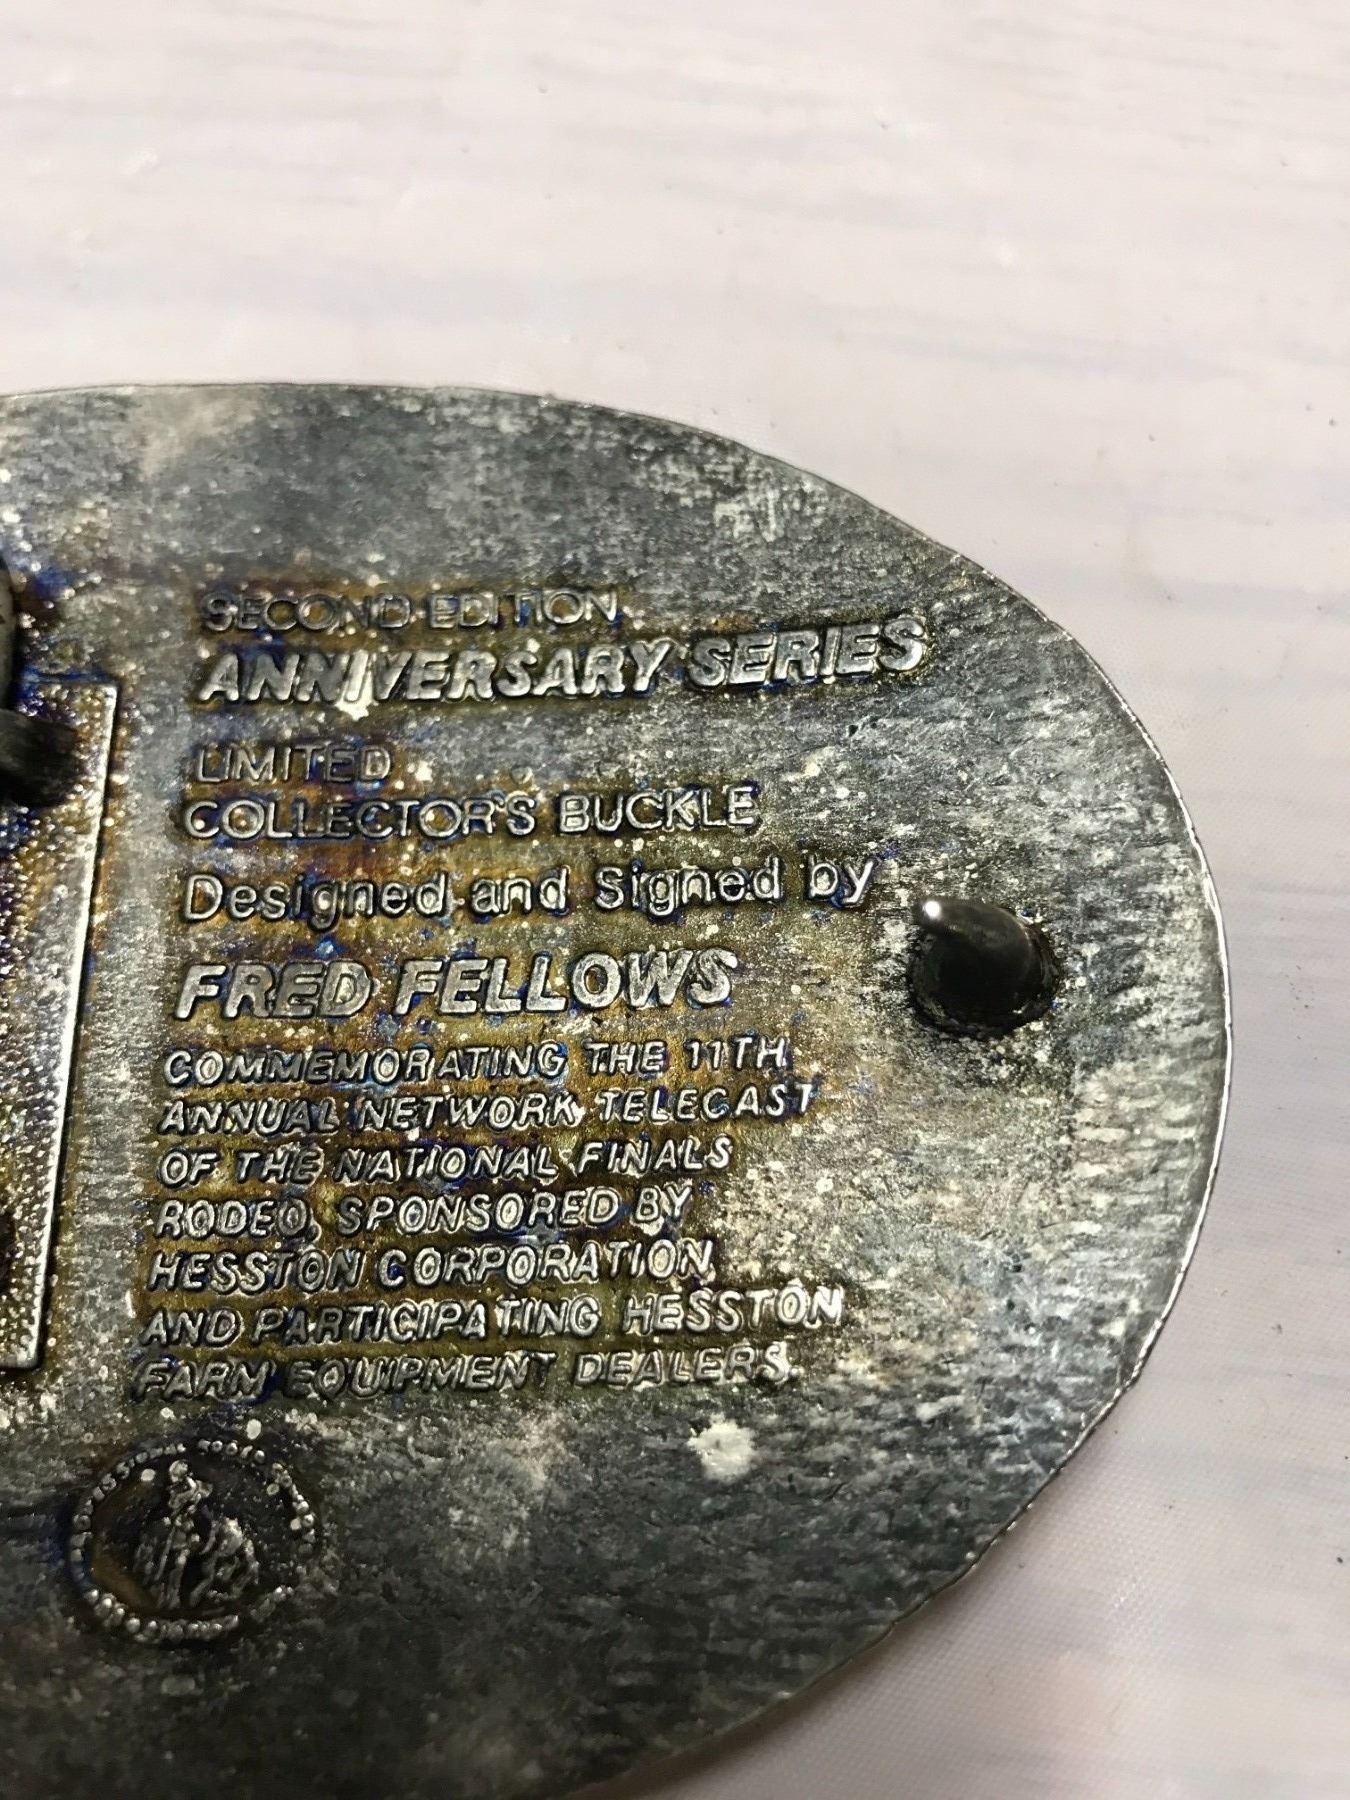 SECOND EDITION
ANNIVERSARY SERIES
LIMITED
COLLECTOR'S BUCKLE
Designed and Signed by
FRED FELLOWS
COMMEMORATING THE 11TH
ANNUAL NETWORK TELECAST
OF THE NATIONAL FINALS
RODEO, SPONSORED BY
HESSTON CORPORATION,
AND PARTICIPATING HESSTON
FARM EQUIPMENT DEALERS.